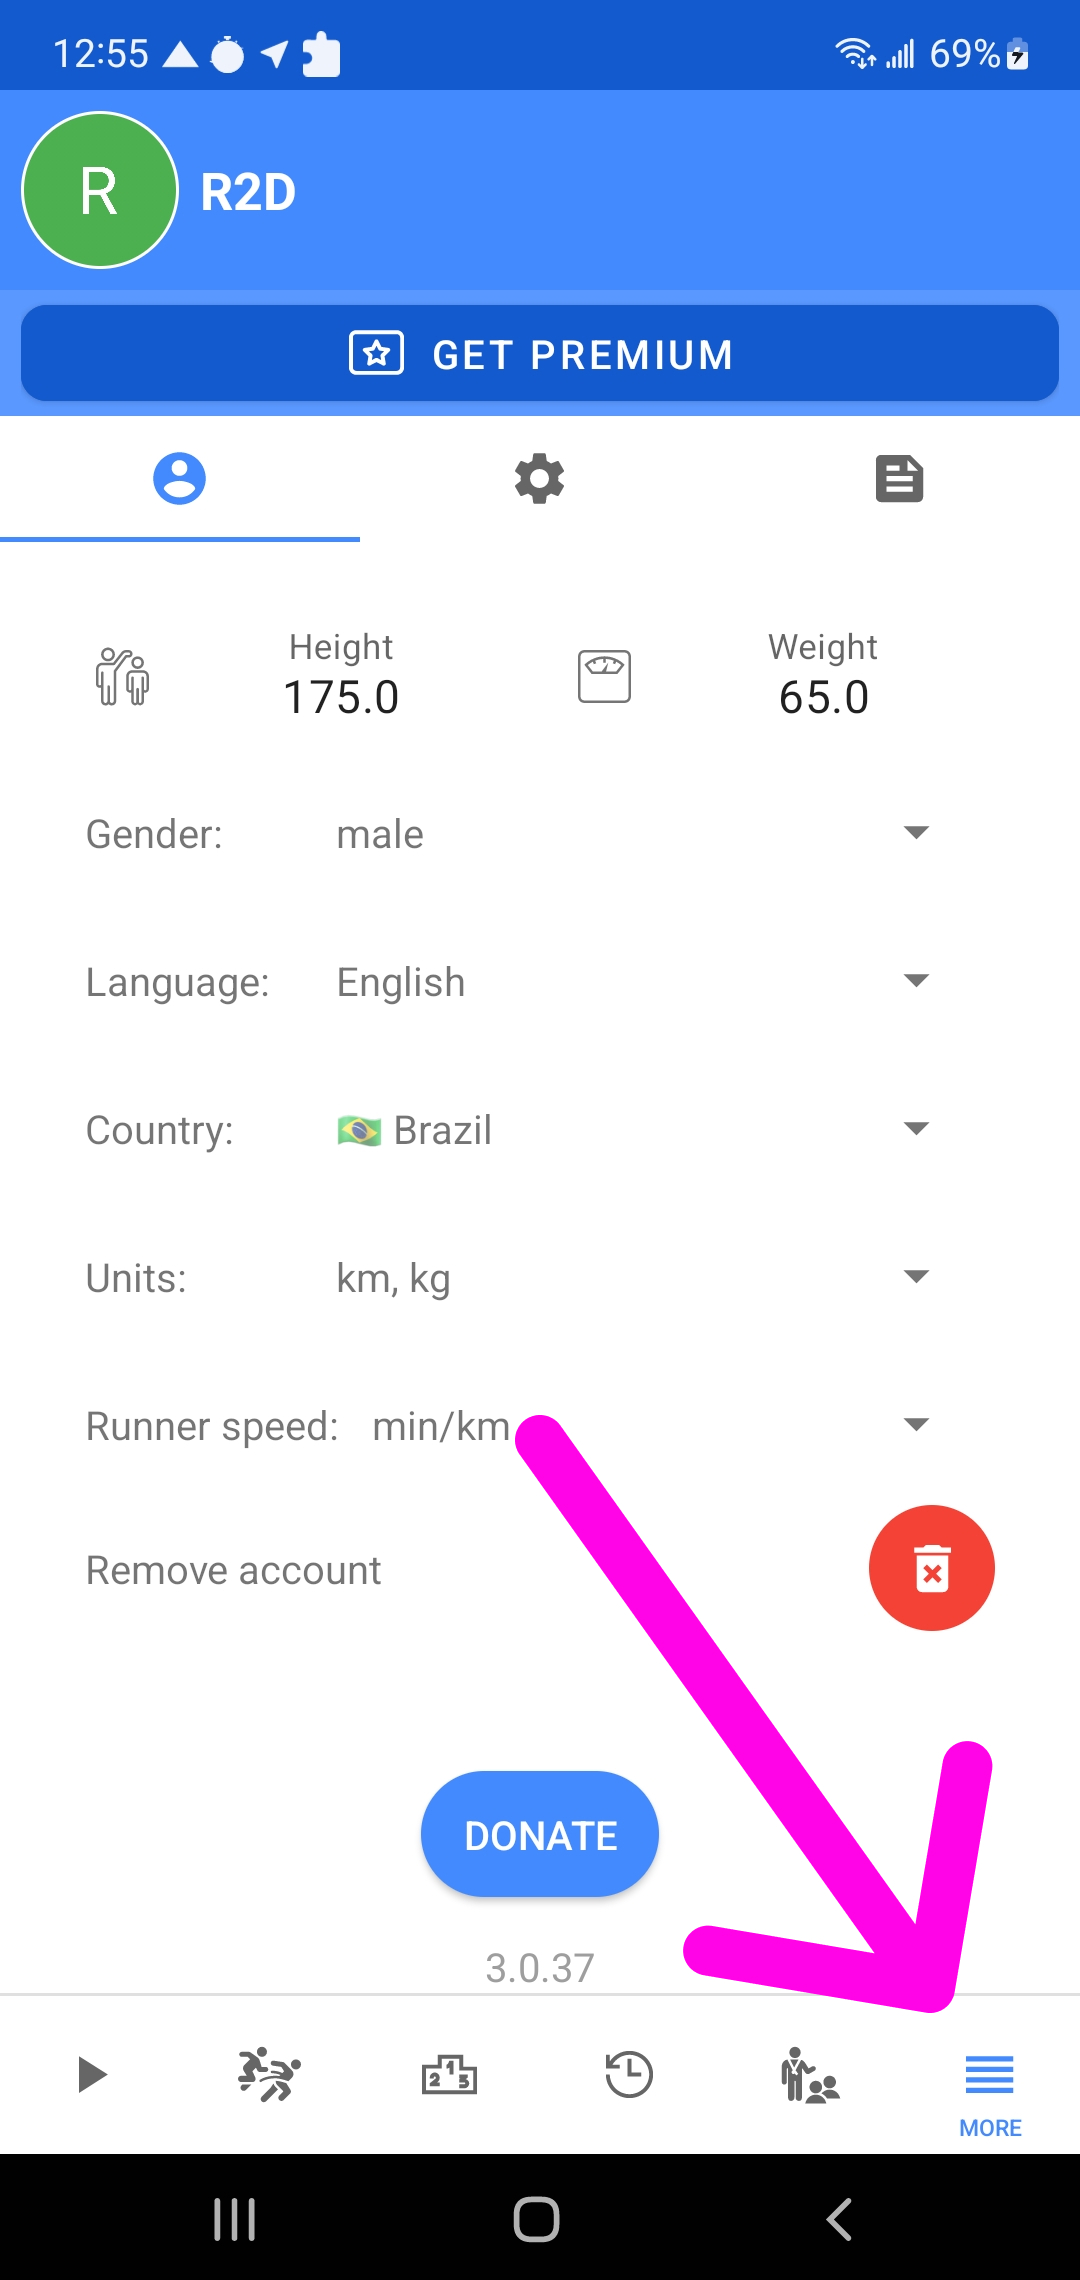 12:55
69%
R
R2D
GET PREMIUM
Height
175.0
Weight
65.0
Gender: male
Language: English
Country: 🇧🇷 Brazil
Units: km, kg
Runner speed: min/km
Remove account
DONATE
3.0.37
2 1 3
MORE